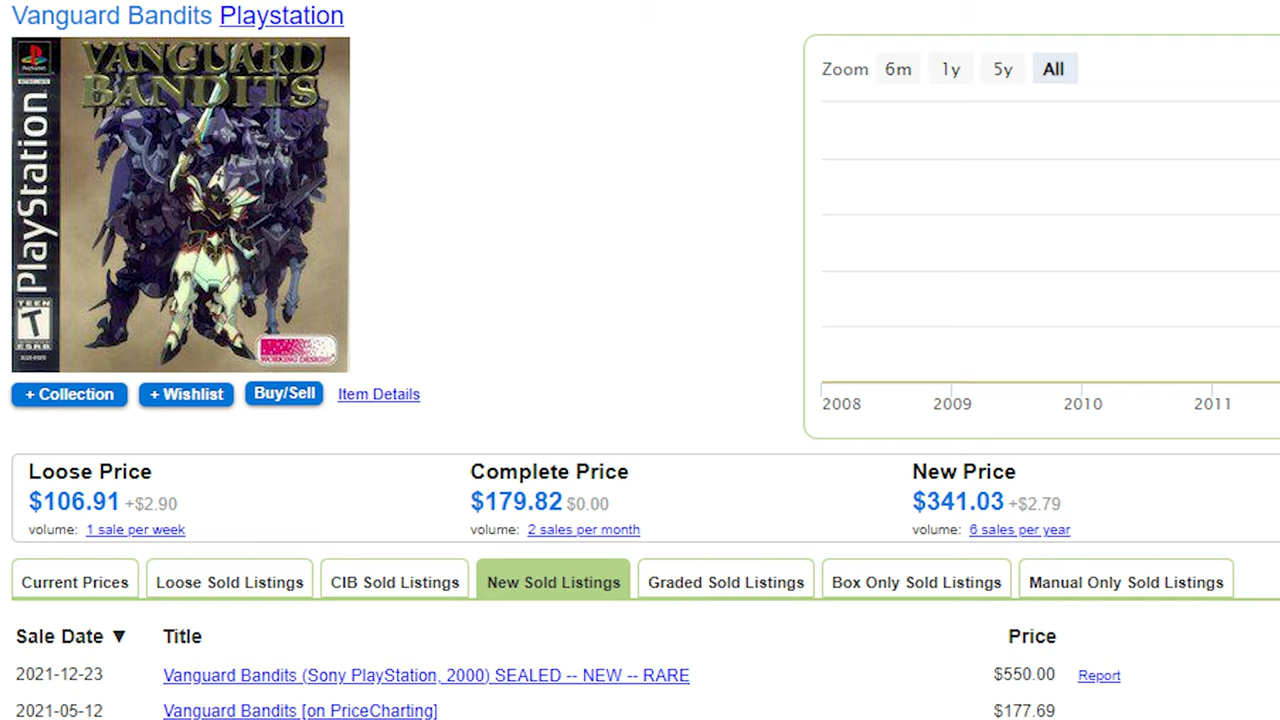 Vanguard Bandits Playstation
VANGUARD
BANDITS
PlayStation
TEEN
T
ESRB
WORKING DESIGNS
+ Collection
+ Wishlist
Buy/Sell
Item Details
Zoom 6m 1y 5y All
2008 2009 2010 2011
Loose Price Complete Price New Price
$106.91 +$2.90 $179.82 $0.00 $341.03 +$2.79
volume: 1 sale per week volume: 2 sales per month volume: 6 sales per year
Current Prices Loose Sold Listings CIB Sold Listings New Sold Listings Graded Sold Listings Box Only Sold Listings Manual Only Sold Listings
Sale Date ▼ Title Price
2021-12-23 Vanguard Bandits (Sony PlayStation, 2000) SEALED -- NEW -- RARE $550.00 Report
2021-05-12 Vanguard Bandits [on PriceCharting] $177.69